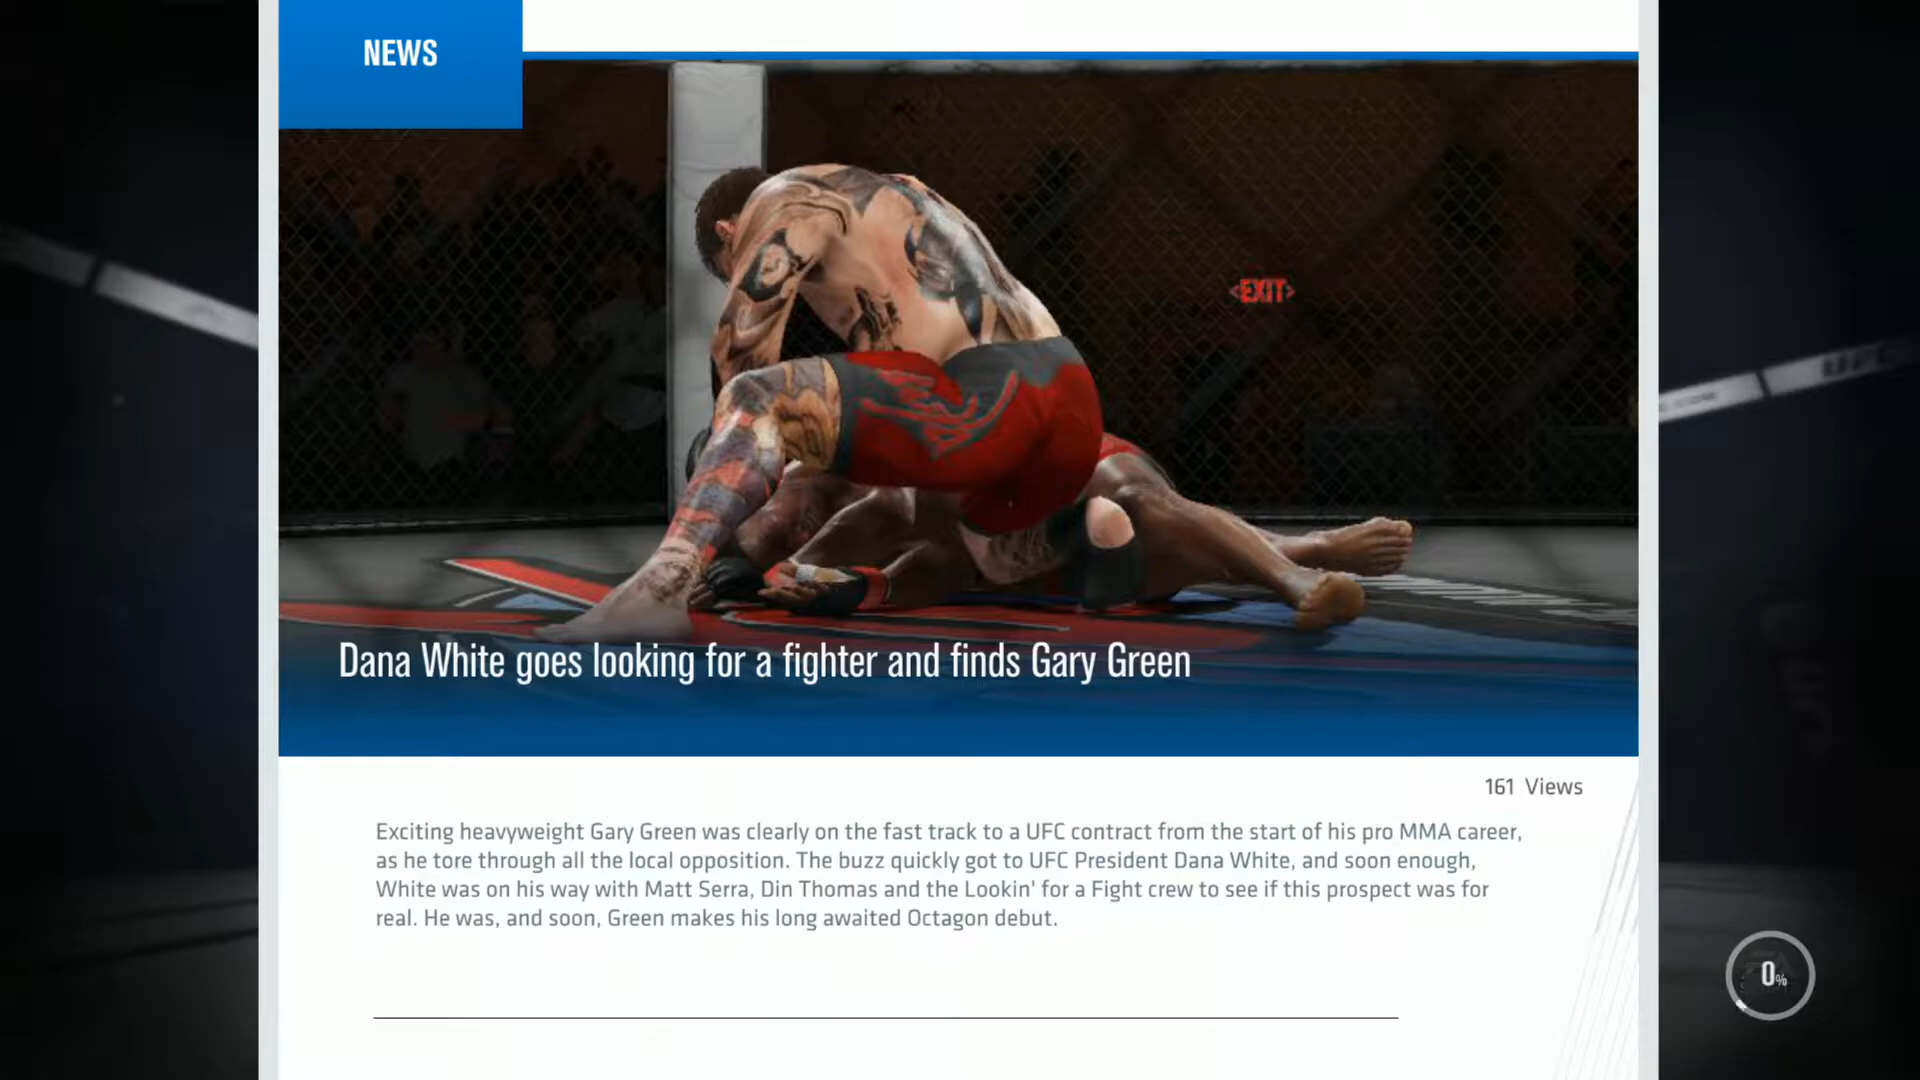 NEWS
<EXIT>
Dana White goes looking for a fighter and finds Gary Green
161 Views
Exciting heavyweight Gary Green was clearly on the fast track to a UFC contract from the start of his pro MMA career,
as he tore through all the local opposition. The buzz quickly got to UFC President Dana White, and soon enough,
White was on his way with Matt Serra, Din Thomas and the Lookin' for a Fight crew to see if this prospect was for
real. He was, and soon, Green makes his long awaited Octagon debut.
UFC
0%